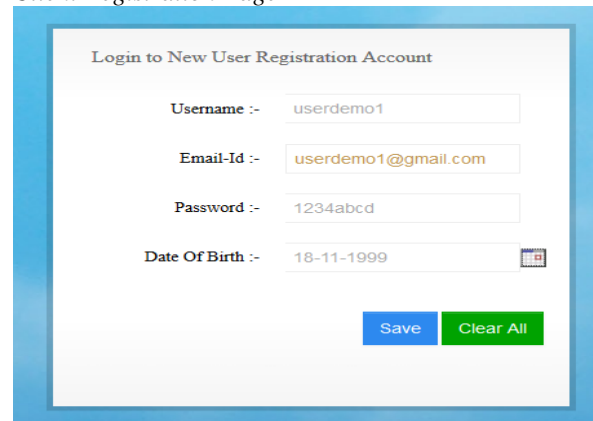 Login to New User Registration Account
Username :- userdemo1
Email-Id :- userdemo1@gmail.com
Password :- 1234abcd
Date Of Birth :- 18-11-1999
Save Clear All